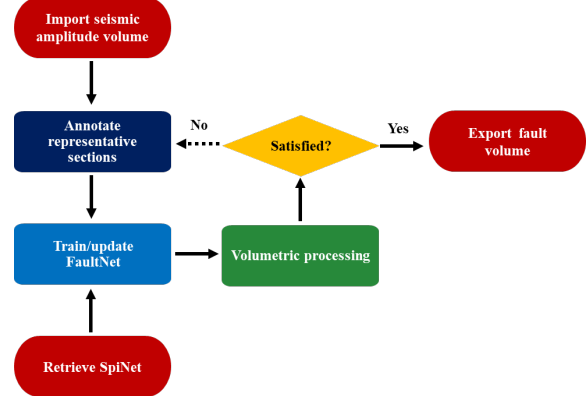 Import seismic
amplitude volume
Annotate
representative
sections
No
Satisfied?
Yes
Export fault
volume
Train/update
FaultNet
Volumetric processing
Retrieve SpiNet